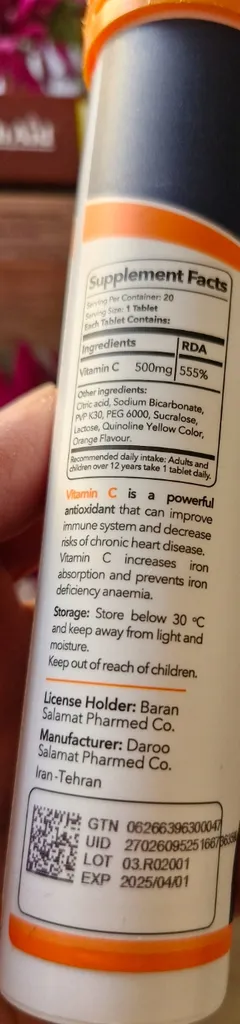 Supplement Facts
Serving Per Container: 20
Serving Size: 1 Tablet
Each Tablet Contains:
Ingredients RDA
Vitamin C 500mg 555%
Other ingredients:
Citric acid, Sodium Bicarbonate,
PVP K30, PEG 6000, Sucralose,
Lactose, Quinoline Yellow Color,
Orange Flavour.
Recommended daily intake: Adults and
children over 12 years take 1 tablet daily.
Vitamin C is a powerful
antioxidant that can improve
immune system and decrease
risks of chronic heart disease.
Vitamin C increases iron
absorption and prevents iron
deficiency anaemia.
Storage: Store below 30 °C
and keep away from light and
moisture.
Keep out of reach of children.
License Holder: Baran
Salamat Pharmed Co.
Manufacturer: Daroo
Salamat Pharmed Co.
Iran-Tehran
GTN 06266396300047
UID
LOT 03.R02001
EXP 2025/04/01